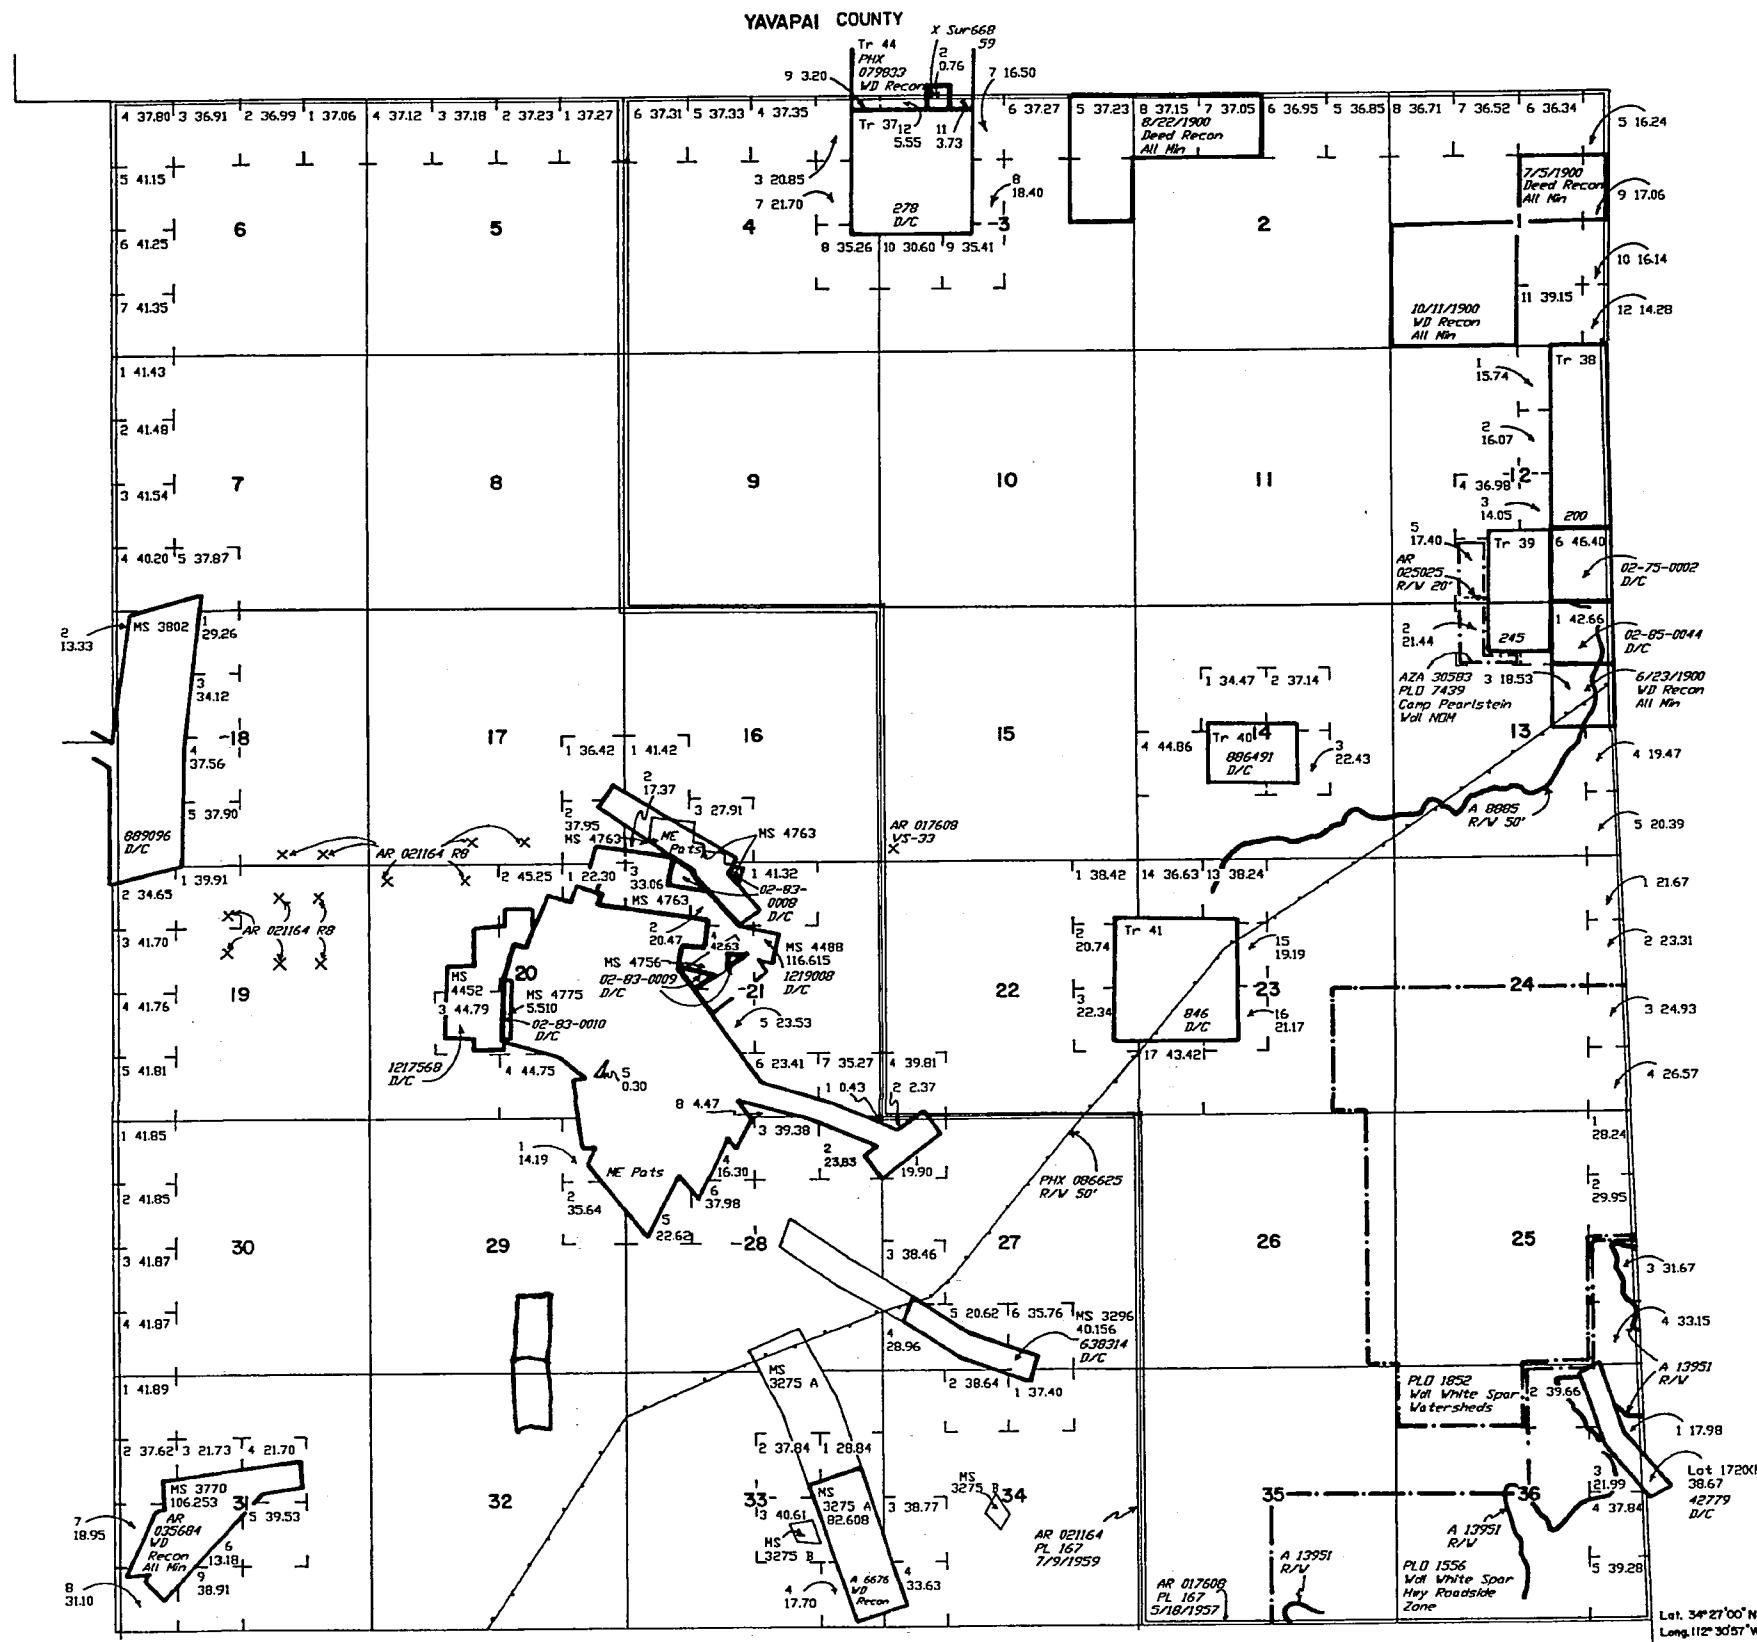 YAVAPAI COUNTY
X Sur668
59
Tr 44
PHX
079833
WD Recon
2
0.76
9 3.20
7 16.50
4 37.80 3 36.91 2 36.99 1 37.06 4 37.12 3 37.18 2 37.23 1 37.27 6 37.31 5 37.33 4 37.35
Tr 37
12
5.55
11
3.73
6 37.27 5 37.23 8 37.15 7 37.05 6 36.95 5 36.85 8 36.71 7 36.52 6 36.34
8/22/1900
Deed Recon
All Min
5 16.24
5 41.15
3 20.85
7 21.70
8
18.40
7/5/1900
Deed Recon
All Min
9 17.06
278
D/C
6 5 4 3 2
6 41.25
8 35.26 10 30.60 9 35.41
10 16.14
7 41.35
11 39.15
10/11/1900
WD Recon
All Min
12 14.28
1 41.43
1
15.74
Tr 38
2 41.48
2
16.07
7 8 9 10 11 12
3 41.54
4 36.98
3
14.05
200
5
17.40
Tr 39
6 46.40
4 40.20 5 37.87
AR
025025
R/W 20'
02-75-0002
D/C
2
13.33
MS 3802
1
29.26
2
21.44
245
1 42.66
02-85-0044
D/C
3
34.12
1 34.47 2 37.14
AZA 30583
PLO 7439
Camp Pearlstein
Wdl NDM
3 18.53
6/23/1900
WD Recon
All Min
18 17 16 15 14 13
4
37.56
1 36.42 1 41.42
4 44.86
Tr 40
886491
D/C
3
22.43
4 19.47
5 37.90
2
17.37
3 27.91
2
37.95
A 8885
R/W 50'
689096
D/C
MS 4763
ME
Pats
MS 4763
AR 017608
VS-33
5 20.39
AR 021164 R8
2 34.65
1 39.91
2 45.25 1 22.30
3
33.06
1 41.32
1 38.42 14 36.63 13 38.24
1 21.67
02-83-
0008
D/C
MS 4763
3 41.70
AR 021164 R8
2
20.47
4
42.63
MS 4488
116.615
1219008
D/C
2
20.74
Tr 41
15
19.19
2 23.31
MS 4756
02-83-0009
D/C
19 20 21 22 23 24
MS
4452
MS 4775
5.510
4 41.76
3 44.79
02-83-0010
D/C
5 23.53
3
22.34
846
D/C
16
21.17
3 24.93
5 41.81
1217568
D/C
4 44.75
5
0.30
6 23.41 7 35.27 4 39.81
17 43.42
4 26.57
1 0.43 2 2.37
8 4.47
1 41.85
3 39.38
1
28.24
1
14.19
ME Pats
4
16.30
2
23.83
1
19.90
PHX 086625
R/W 50'
2 41.85
2
35.64
6
37.98
2
29.95
5
22.62
30 29 28 27 26 25
3 41.87
3 38.46
3 31.67
4 41.87
5 20.62 6 35.76
MS 3296
40.156
638314
D/C
4
28.96
4 33.15
1 41.89
MS
3275 A
2 38.64 1 37.40
PLO 1852
Wdl White Spar
Watersheds
2 39.66
A 13951
R/W
1 17.98
2 37.62 3 21.73 4 21.70
2 37.84 1 28.84
MS 3770
106.253
AR
035684
WD
Recon
All Min
MS
3275 A
82.608
3 38.77
MS
3275 B
3
21.99
4 37.84
Lot 1720
38.67
42779
D/C
31 32 33 34 35 36
5 39.53
7
18.95
3 40.61
MS
3275 B
A 13951
R/W
6
13.18
9
38.91
AR 021164
PL 167
7/9/1959
A 13951
R/W
PLO 1556
Wdl White Spar
Hwy Roadside
Zone
5 39.28
8
31.10
4
17.70
A 6676
WD
Recon
4
33.63
AR 017608
PL 167
5/18/1957
Lat. 34°27'00"N
Long.112°30'57"W